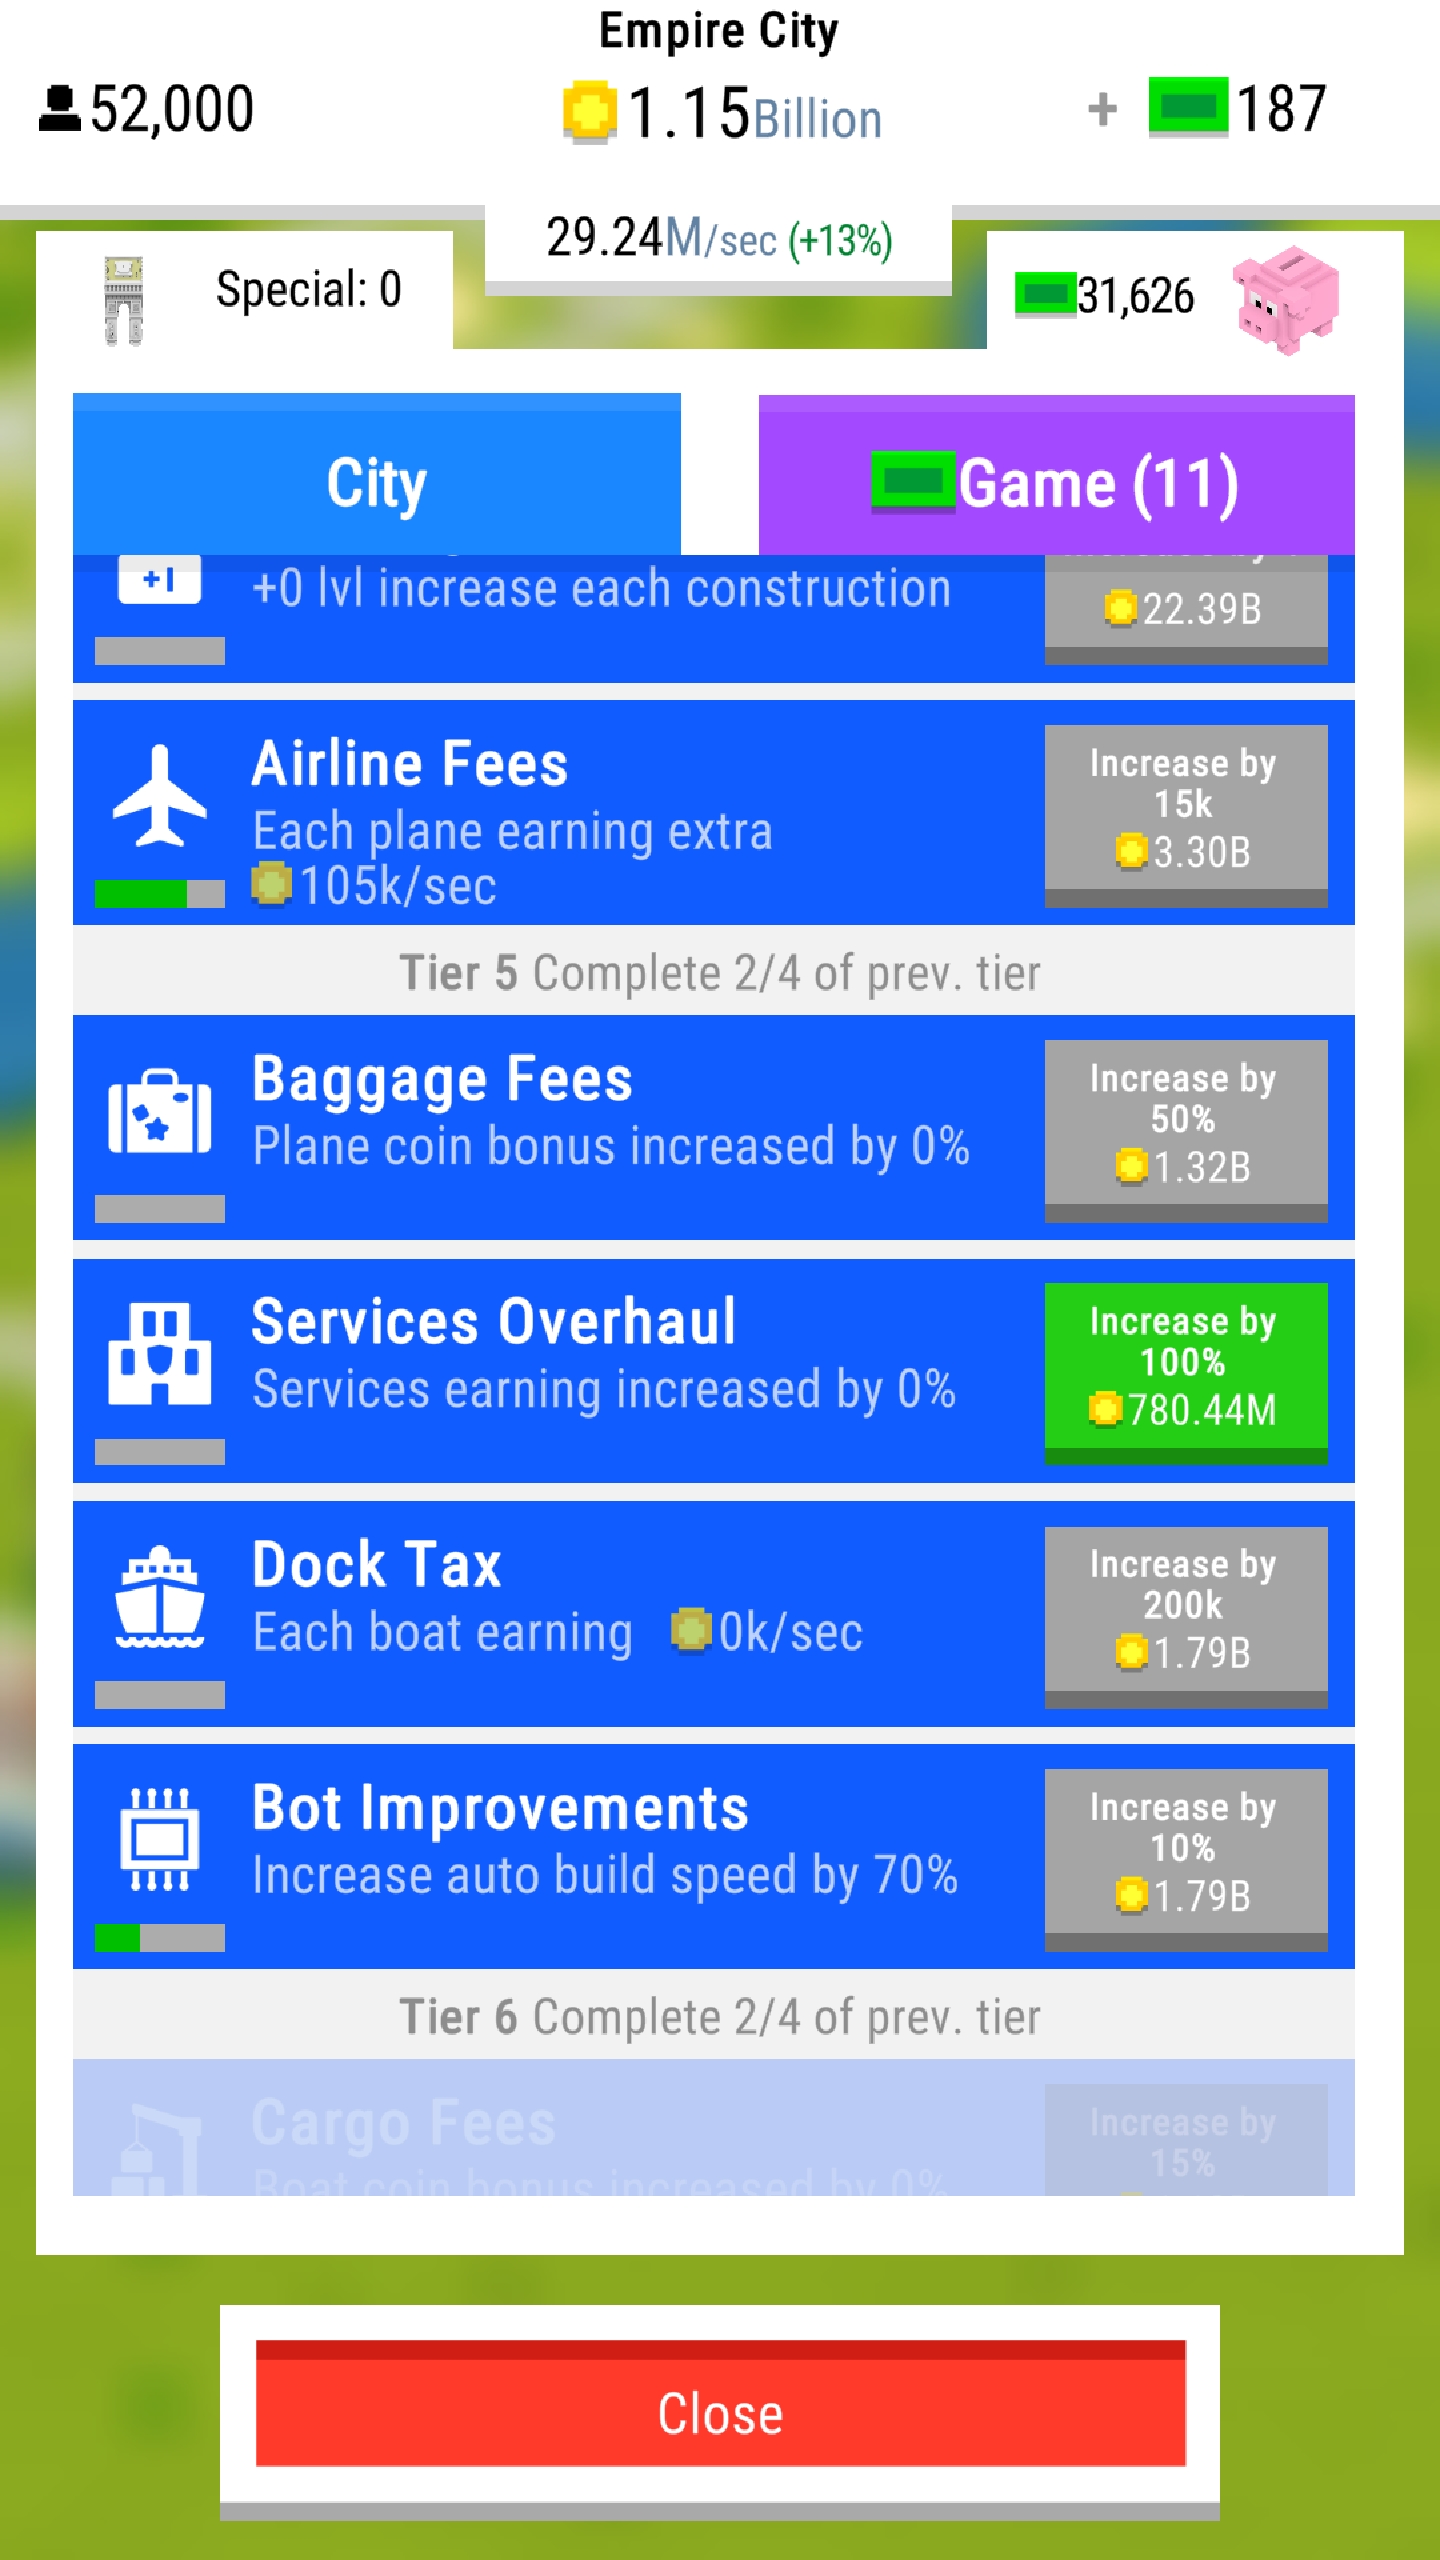 Empire City
52,000
1.15Billion
+ 187
29.24M/sec (+13%)
Special: 0
31,626
City
Game (11)
+1
+0 lvl increase each construction
22.39B
Airline Fees
Each plane earning extra
105k/sec
Increase by
15k
3.30B
Tier 5 Complete 2/4 of prev. tier
Baggage Fees
Plane coin bonus increased by 0%
Increase by
50%
1.32B
Services Overhaul
Services earning increased by 0%
Increase by
100%
780.44M
Dock Tax
Each boat earning 0k/sec
Increase by
200k
1.79B
Bot Improvements
Increase auto build speed by 70%
Increase by
10%
1.79B
Tier 6 Complete 2/4 of prev. tier
Cargo Fees
Boat coin bonus increased by 0%
Increase by
15%
Close